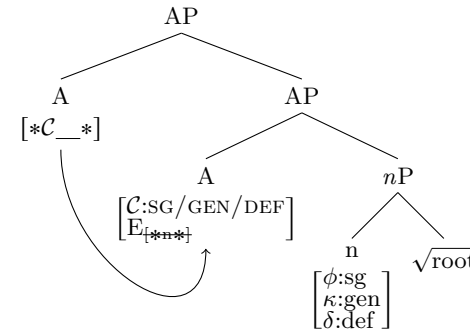 AP
A
AP
[∗𝒞__∗]
A
nP
[𝒞:SG/GEN/DEF
E[∗n∗]]
n
√root
[ϕ:sg
κ:gen
δ:def]